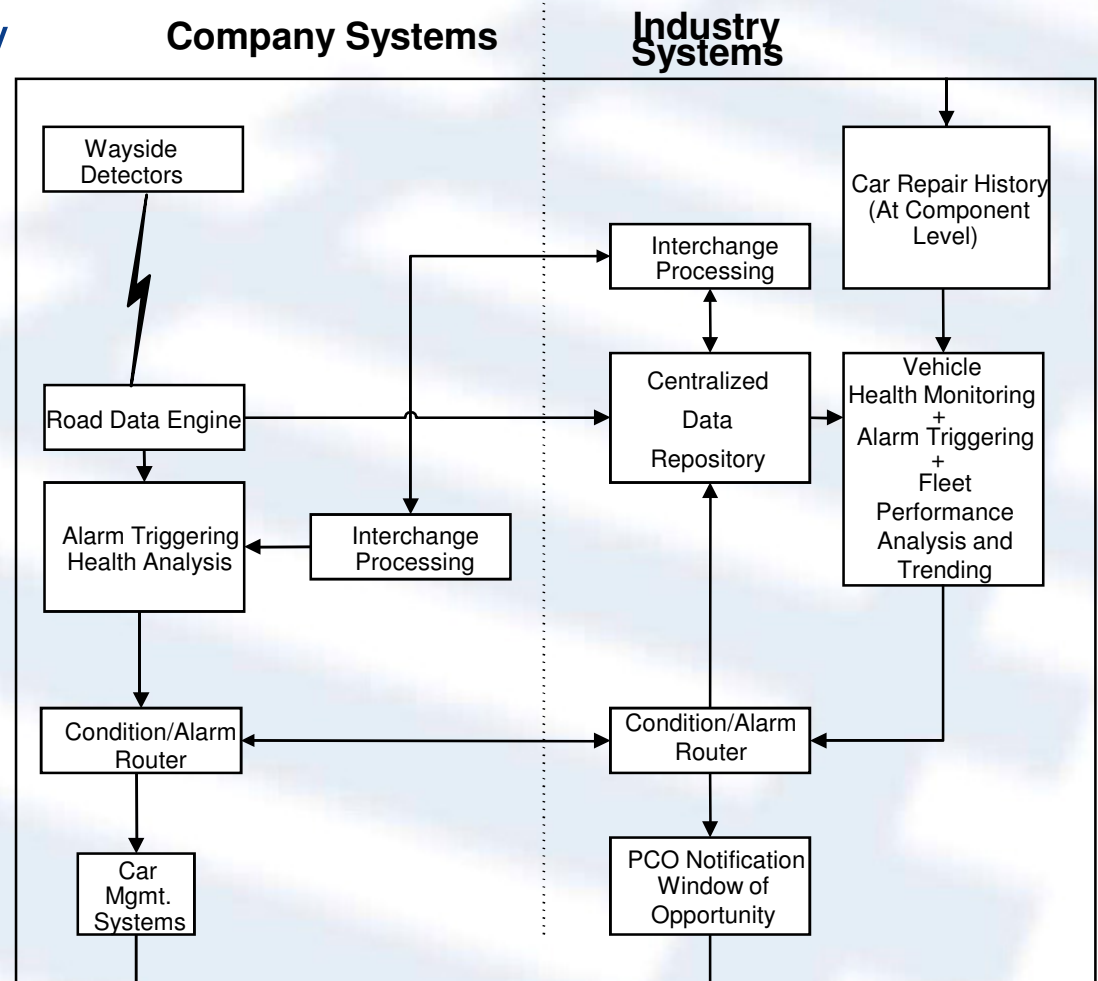 Company Systems
Industry
Systems
Wayside
Detectors
Car Repair History
(At Component
Level)
Interchange
Processing
Road Data Engine
Centralized
Data
Repository
Vehicle
Health Monitoring
+
Alarm Triggering
+
Fleet
Performance
Analysis and
Trending
Alarm Triggering
Health Analysis
Interchange
Processing
Condition/Alarm
Router
Condition/Alarm
Router
Car
Mgmt.
Systems
PCO Notification
Window of
Opportunity